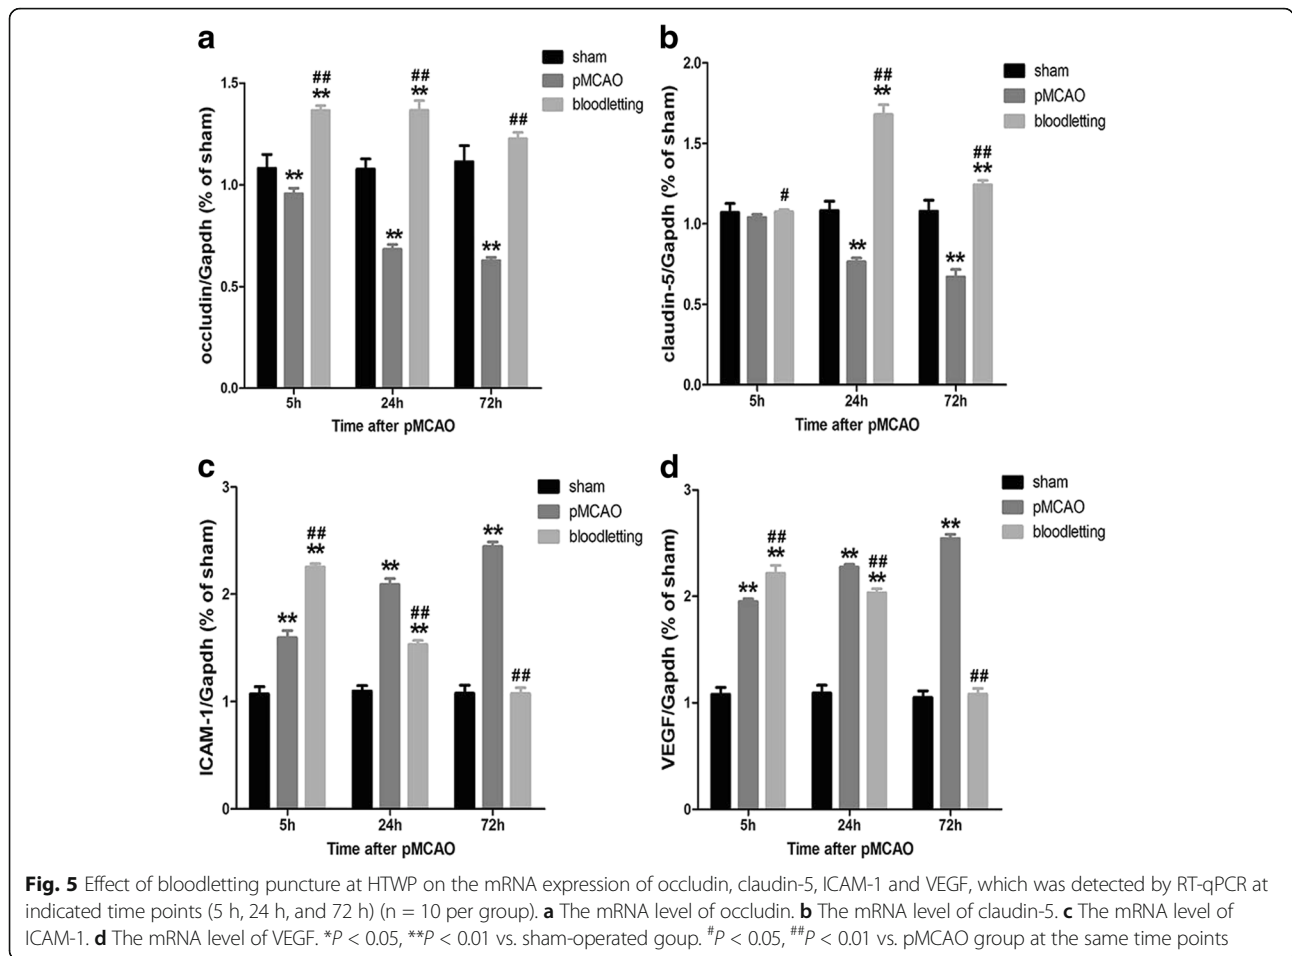 a
sham
pMCAO
bloodletting
occludin/Gapdh (% of sham)
1.5
1.0
0.5
0.0
** ## ** ** ## ** ** ##
5h 24h 72h
Time after pMCAO
b
sham
pMCAO
bloodletting
claudin-5/Gapdh (% of sham)
2.0
1.5
1.0
0.5
0.0
# ** ## ** ** ## **
5h 24h 72h
Time after pMCAO
c
sham
pMCAO
bloodletting
ICAM-1/Gapdh (% of sham)
3
2
1
0
** ## ** ** ## ** ** ##
5h 24h 72h
Time after pMCAO
d
sham
pMCAO
bloodletting
VEGF/Gapdh (% of sham)
3
2
1
0
** ## ** ** ## ** ** ##
5h 24h 72h
Time after pMCAO
Fig. 5 Effect of bloodletting puncture at HTWP on the mRNA expression of occludin, claudin-5, ICAM-1 and VEGF, which was detected by RT-qPCR at
indicated time points (5 h, 24 h, and 72 h) (n = 10 per group). a The mRNA level of occludin. b The mRNA level of claudin-5. c The mRNA level of
ICAM-1. d The mRNA level of VEGF. *P < 0.05, **P < 0.01 vs. sham-operated goup. #P < 0.05, ##P < 0.01 vs. pMCAO group at the same time points